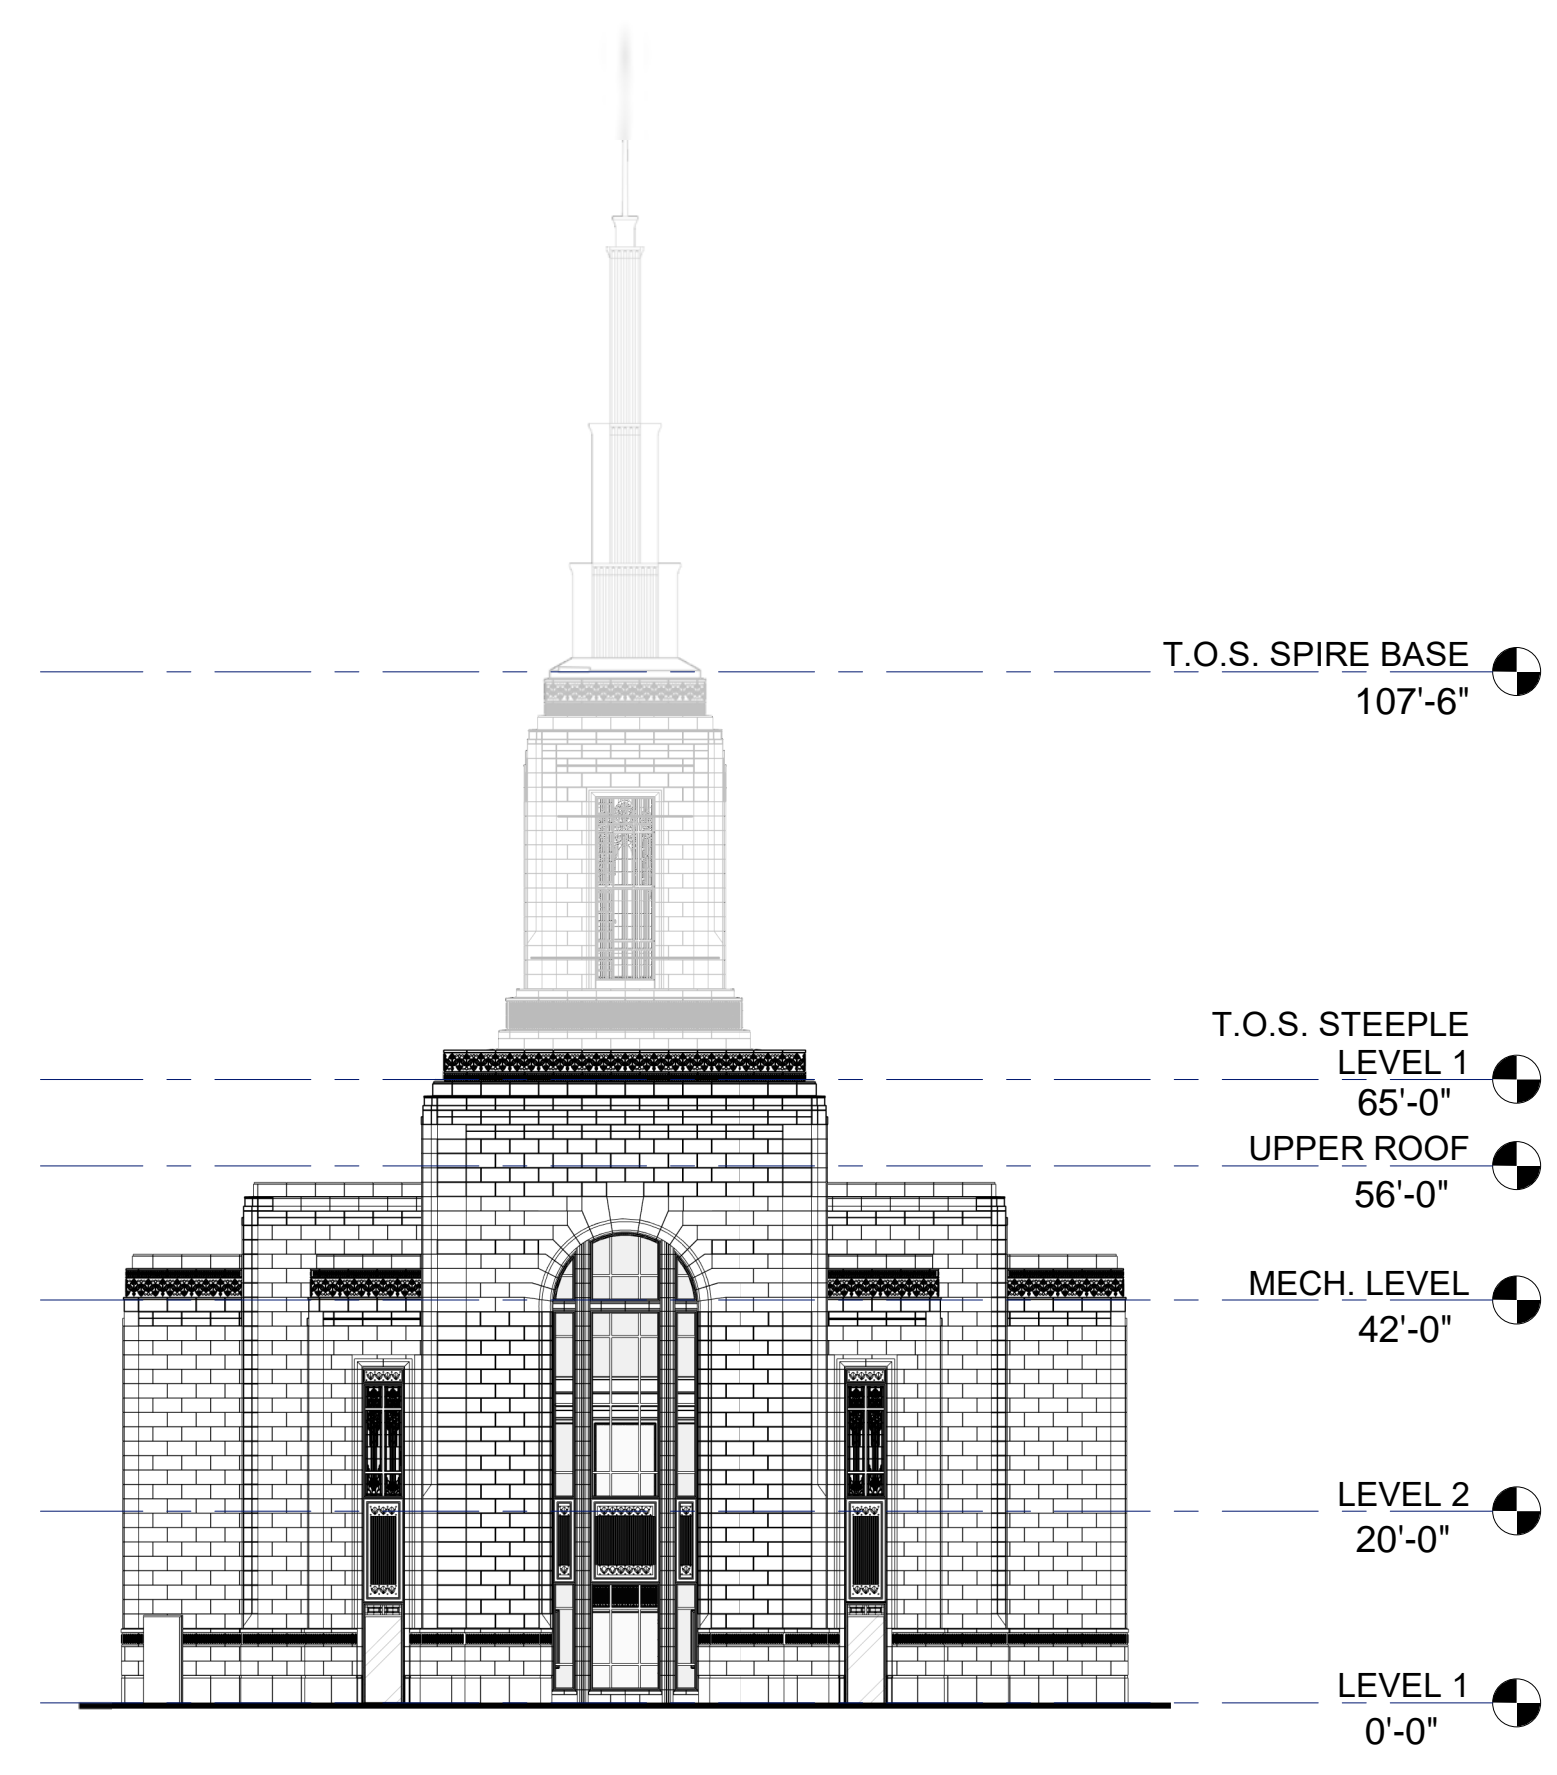 T.O.S. SPIRE BASE
107'-6"
T.O.S. STEEPLE
LEVEL 1
65'-0"
UPPER ROOF
56'-0"
MECH. LEVEL
42'-0"
LEVEL 2
20'-0"
LEVEL 1
0'-0"